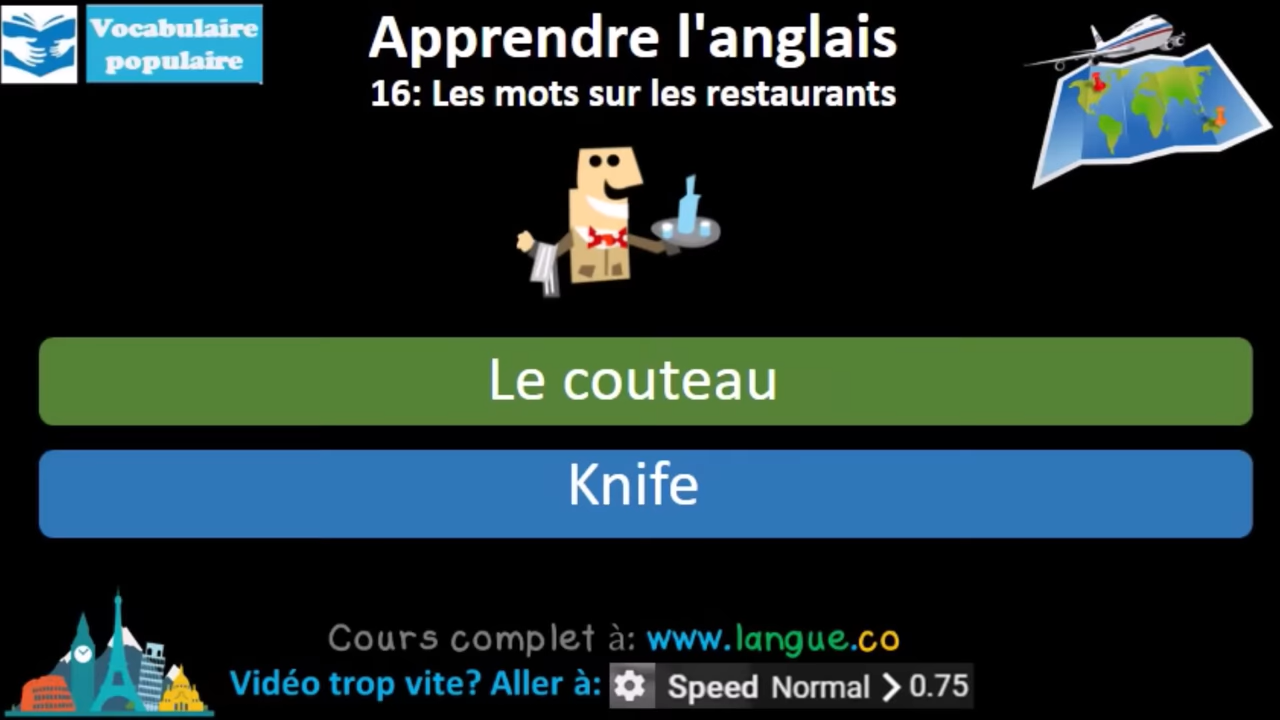 Vocabulaire
populaire
Apprendre l'anglais
16: Les mots sur les restaurants
Le couteau
Knife
Cours complet à: www.langue.co
Vidéo trop vite? Aller à: Speed Normal > 0.75